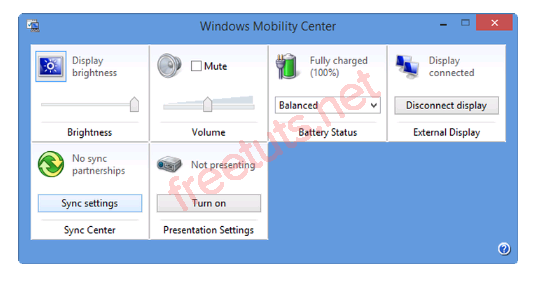 Windows Mobility Center
Display
brightness
Brightness
Mute
Volume
Fully charged
(100%)
Balanced
Battery Status
Display
connected
Disconnect display
External Display
No sync
partnerships
Sync settings
Sync Center
Not presenting
Turn on
Presentation Settings
freetuts.net